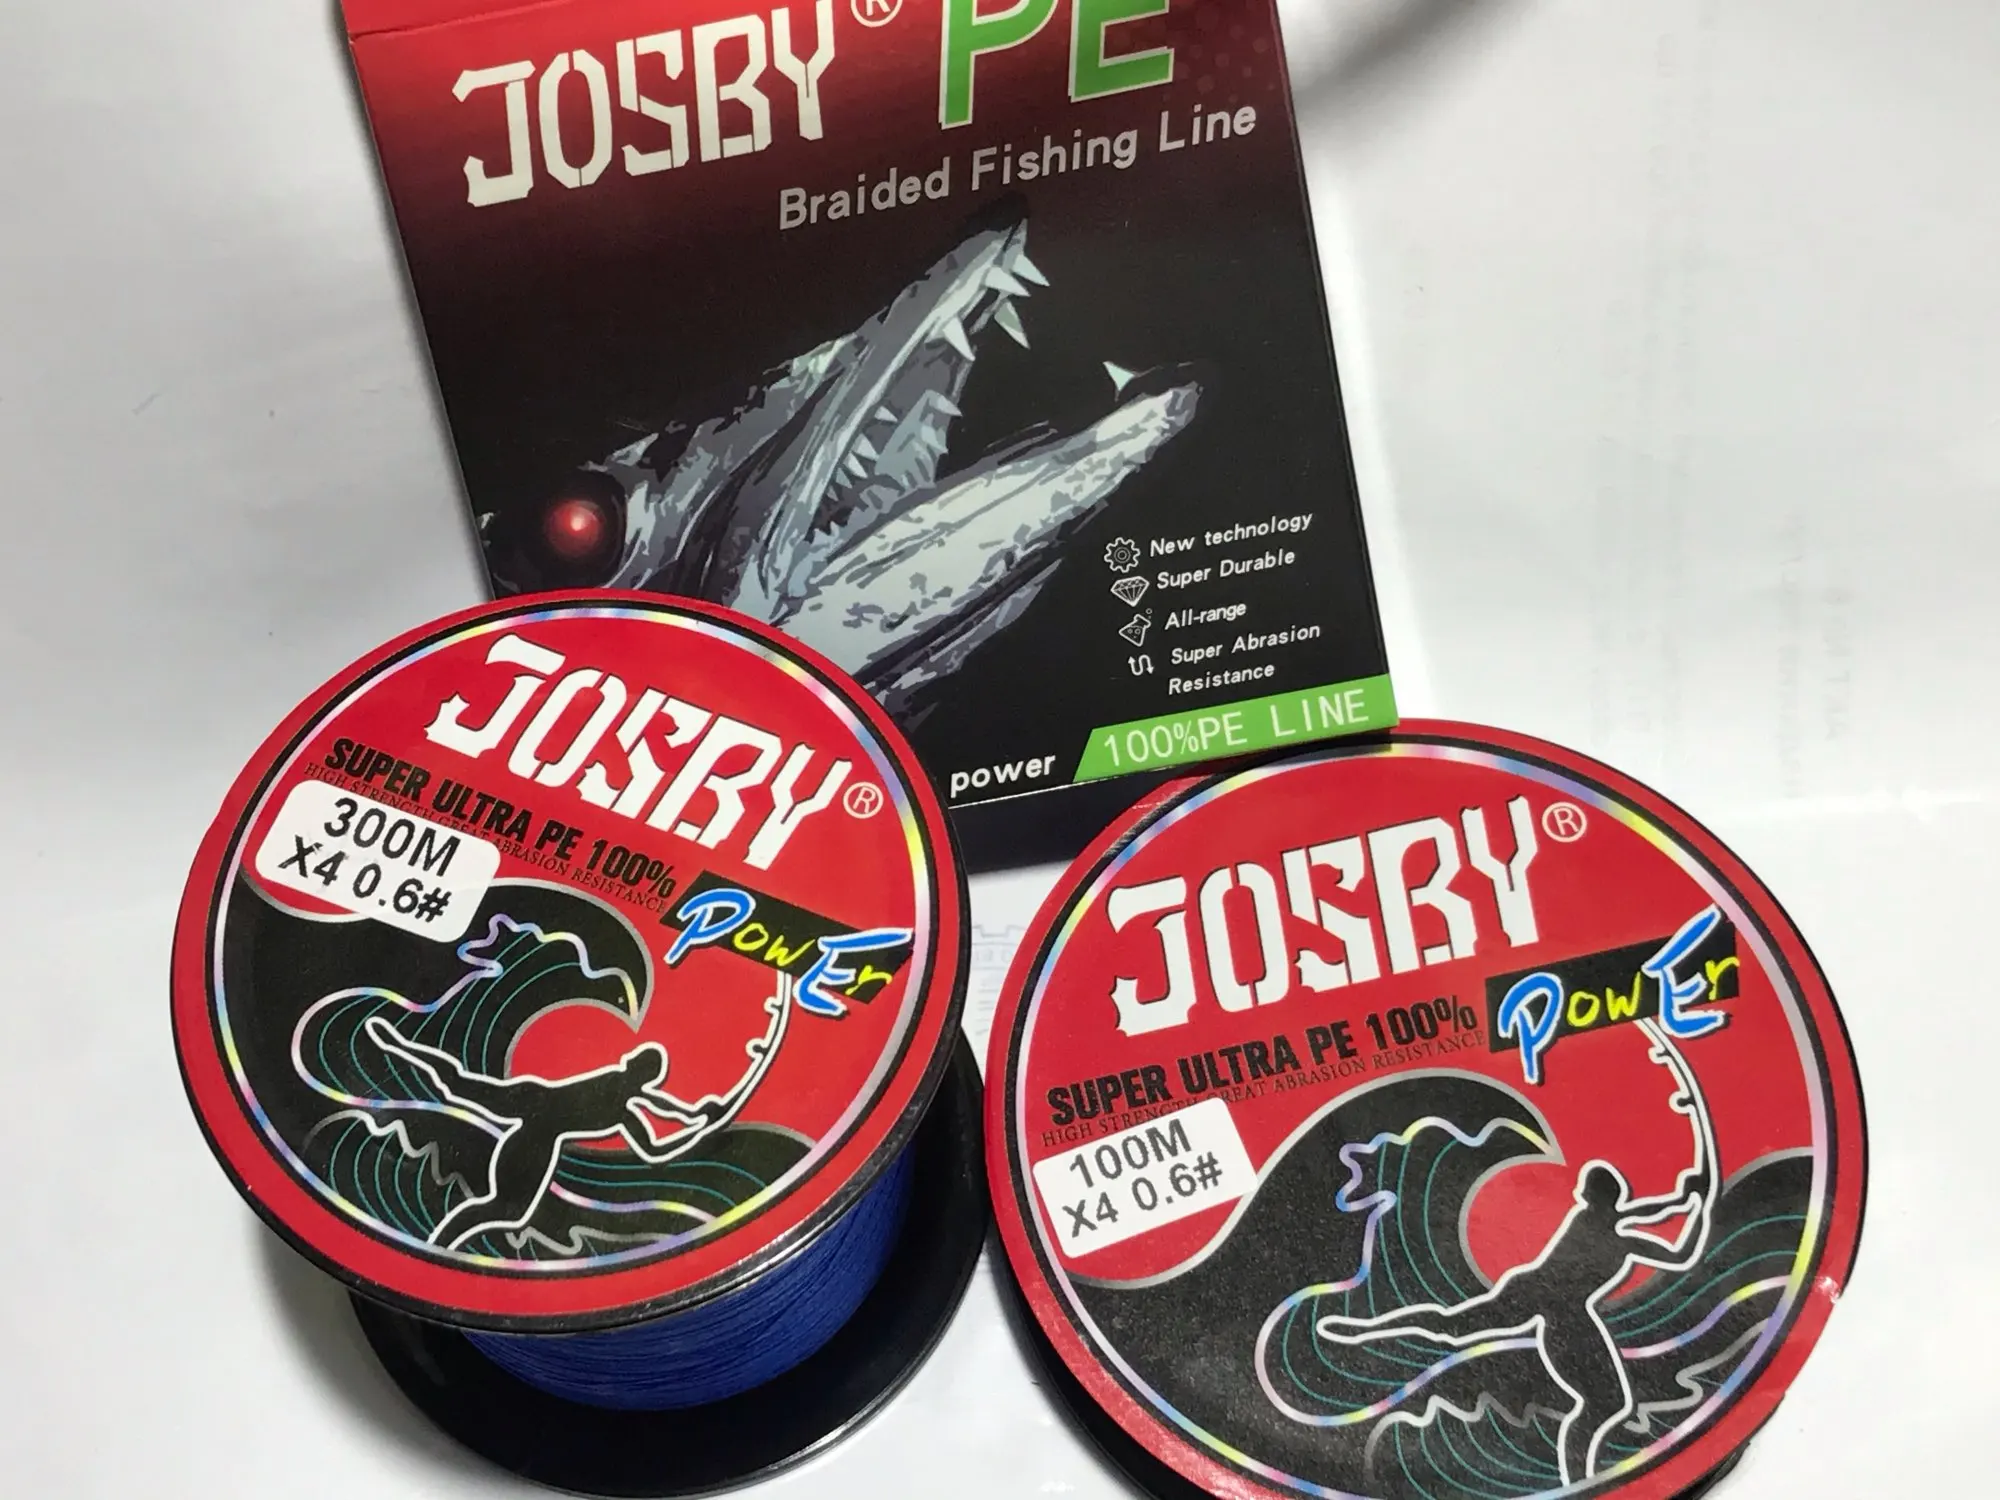 JOSBY® PE
Braided Fishing Line
New technology
Super Durable
All-range
Super Abrasion
Resistance
power
100%PE LINE
JOSBY®
SUPER ULTRA PE 100%
HIGH STRENGTH GREAT ABRASION RESISTANCE
PowEr
300M
X4 0.6#
JOSBY®
SUPER ULTRA PE 100%
HIGH STRENGTH GREAT ABRASION RESISTANCE
PowEr
100M
X4 0.6#